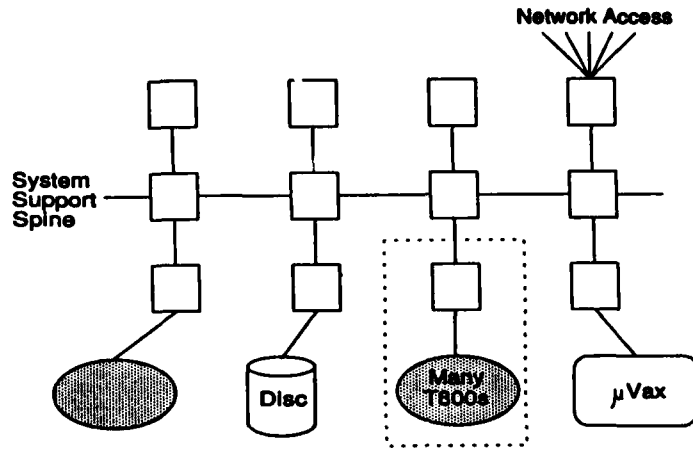 Network Access
System
Support
Spine
Disc
Many
T800s
μVax